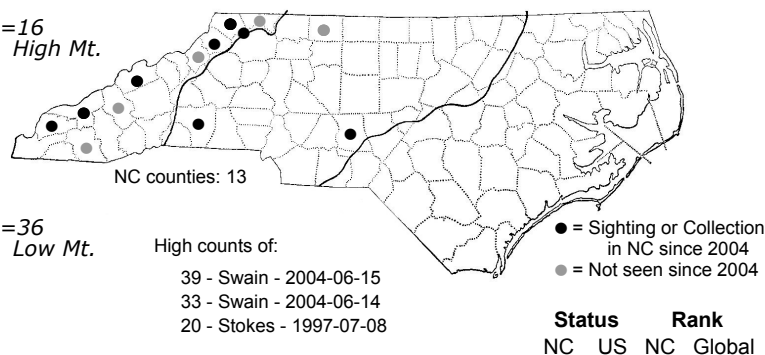 =16
High Mt.
NC counties: 13
=36
Low Mt.
High counts of:
39 - Swain - 2004-06-15
33 - Swain - 2004-06-14
20 - Stokes - 1997-07-08
= Sighting or Collection
in NC since 2004
= Not seen since 2004
Status Rank
NC US NC Global